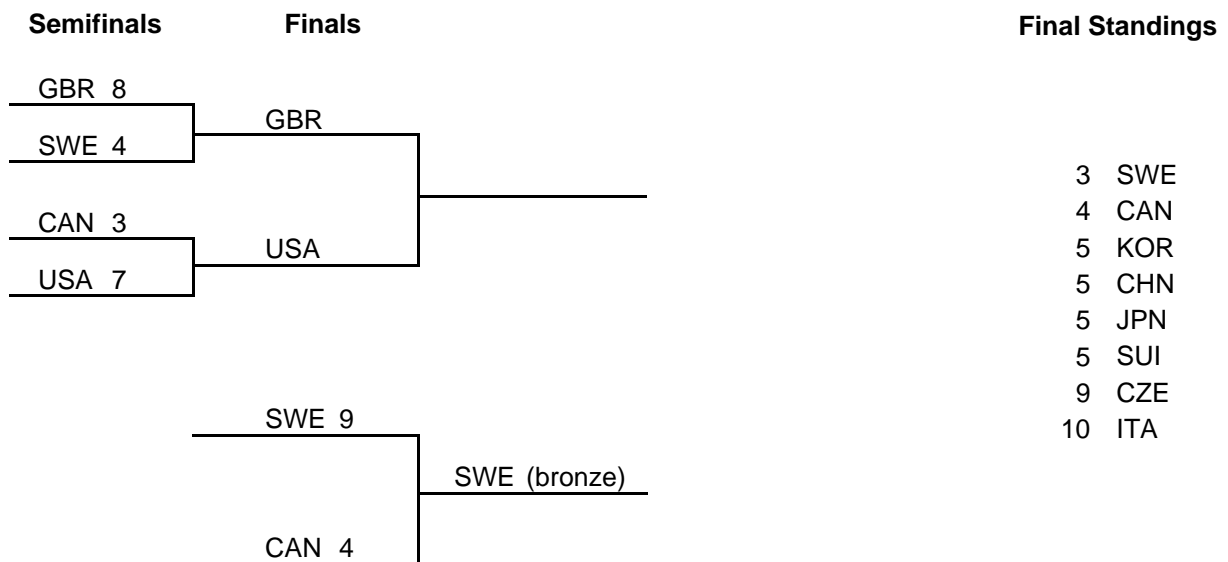 Semifinals
Finals
Final Standings
GBR 8
GBR
SWE 4
CAN 3
USA
USA 7
SWE 9
SWE (bronze)
CAN 4
3 SWE
4 CAN
5 KOR
5 CHN
5 JPN
5 SUI
9 CZE
10 ITA